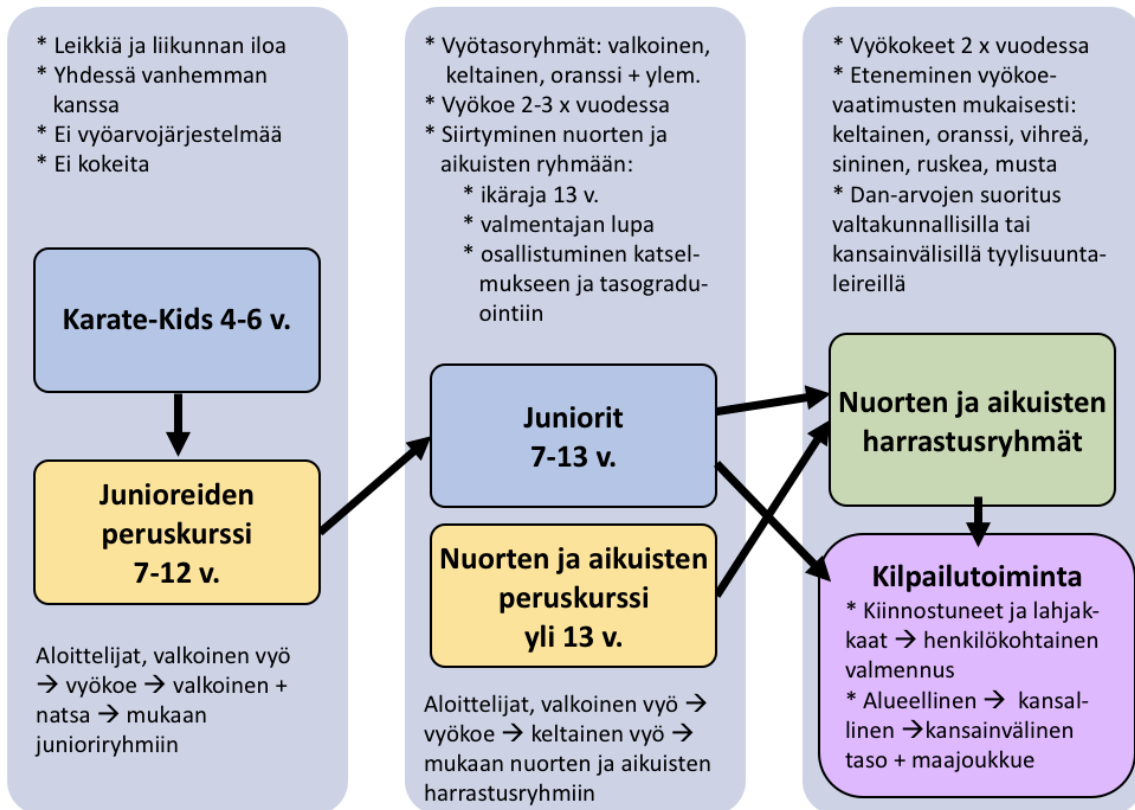 * Leikkiä ja liikunnan iloa
* Yhdessä vanhemman
kanssa
* Ei vyöarvojärjestelmää
* Ei kokeita
Karate-Kids 4-6 v.
Junioreiden
peruskurssi
7-12 v.
Aloittelijat, valkoinen vyö
→ vyökoe → valkoinen +
natsa → mukaan
junioriryhmiin
* Vyötasoryhmät: valkoinen,
keltainen, oranssi + ylem.
* Vyökoe 2-3 x vuodessa
* Siirtyminen nuorten ja
aikuisten ryhmään:
* ikäraja 13 v.
* valmentajan lupa
* osallistuminen katsel-
mukseen ja tasogradu-
ointiin
Juniorit
7-13 v.
Nuorten ja aikuisten
peruskurssi
yli 13 v.
Aloittelijat, valkoinen vyö →
vyökoe → keltainen vyö →
mukaan nuorten ja aikuisten
harrastusryhmiin
* Vyökokeet 2 x vuodessa
* Eteneminen vyökoe-
vaatimusten mukaisesti:
keltainen, oranssi, vihreä,
sininen, ruskea, musta
* Dan-arvojen suoritus
valtakunnallisilla tai
kansainvälisillä tyylisuunta-
leireillä
Nuorten ja aikuisten
harrastusryhmät
Kilpailutoiminta
* Kiinnostuneet ja lahjak-
kaat → henkilökohtainen
valmennus
* Alueellinen → kansal-
linen →kansainvälinen
taso + maajoukkue